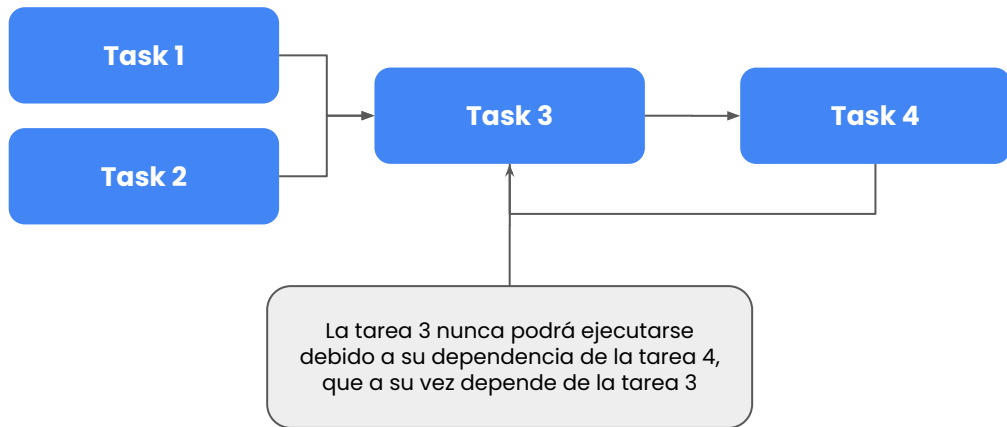 Task 1
Task 2
Task 3
Task 4
La tarea 3 nunca podrá ejecutarse
debido a su dependencia de la tarea 4,
que a su vez depende de la tarea 3